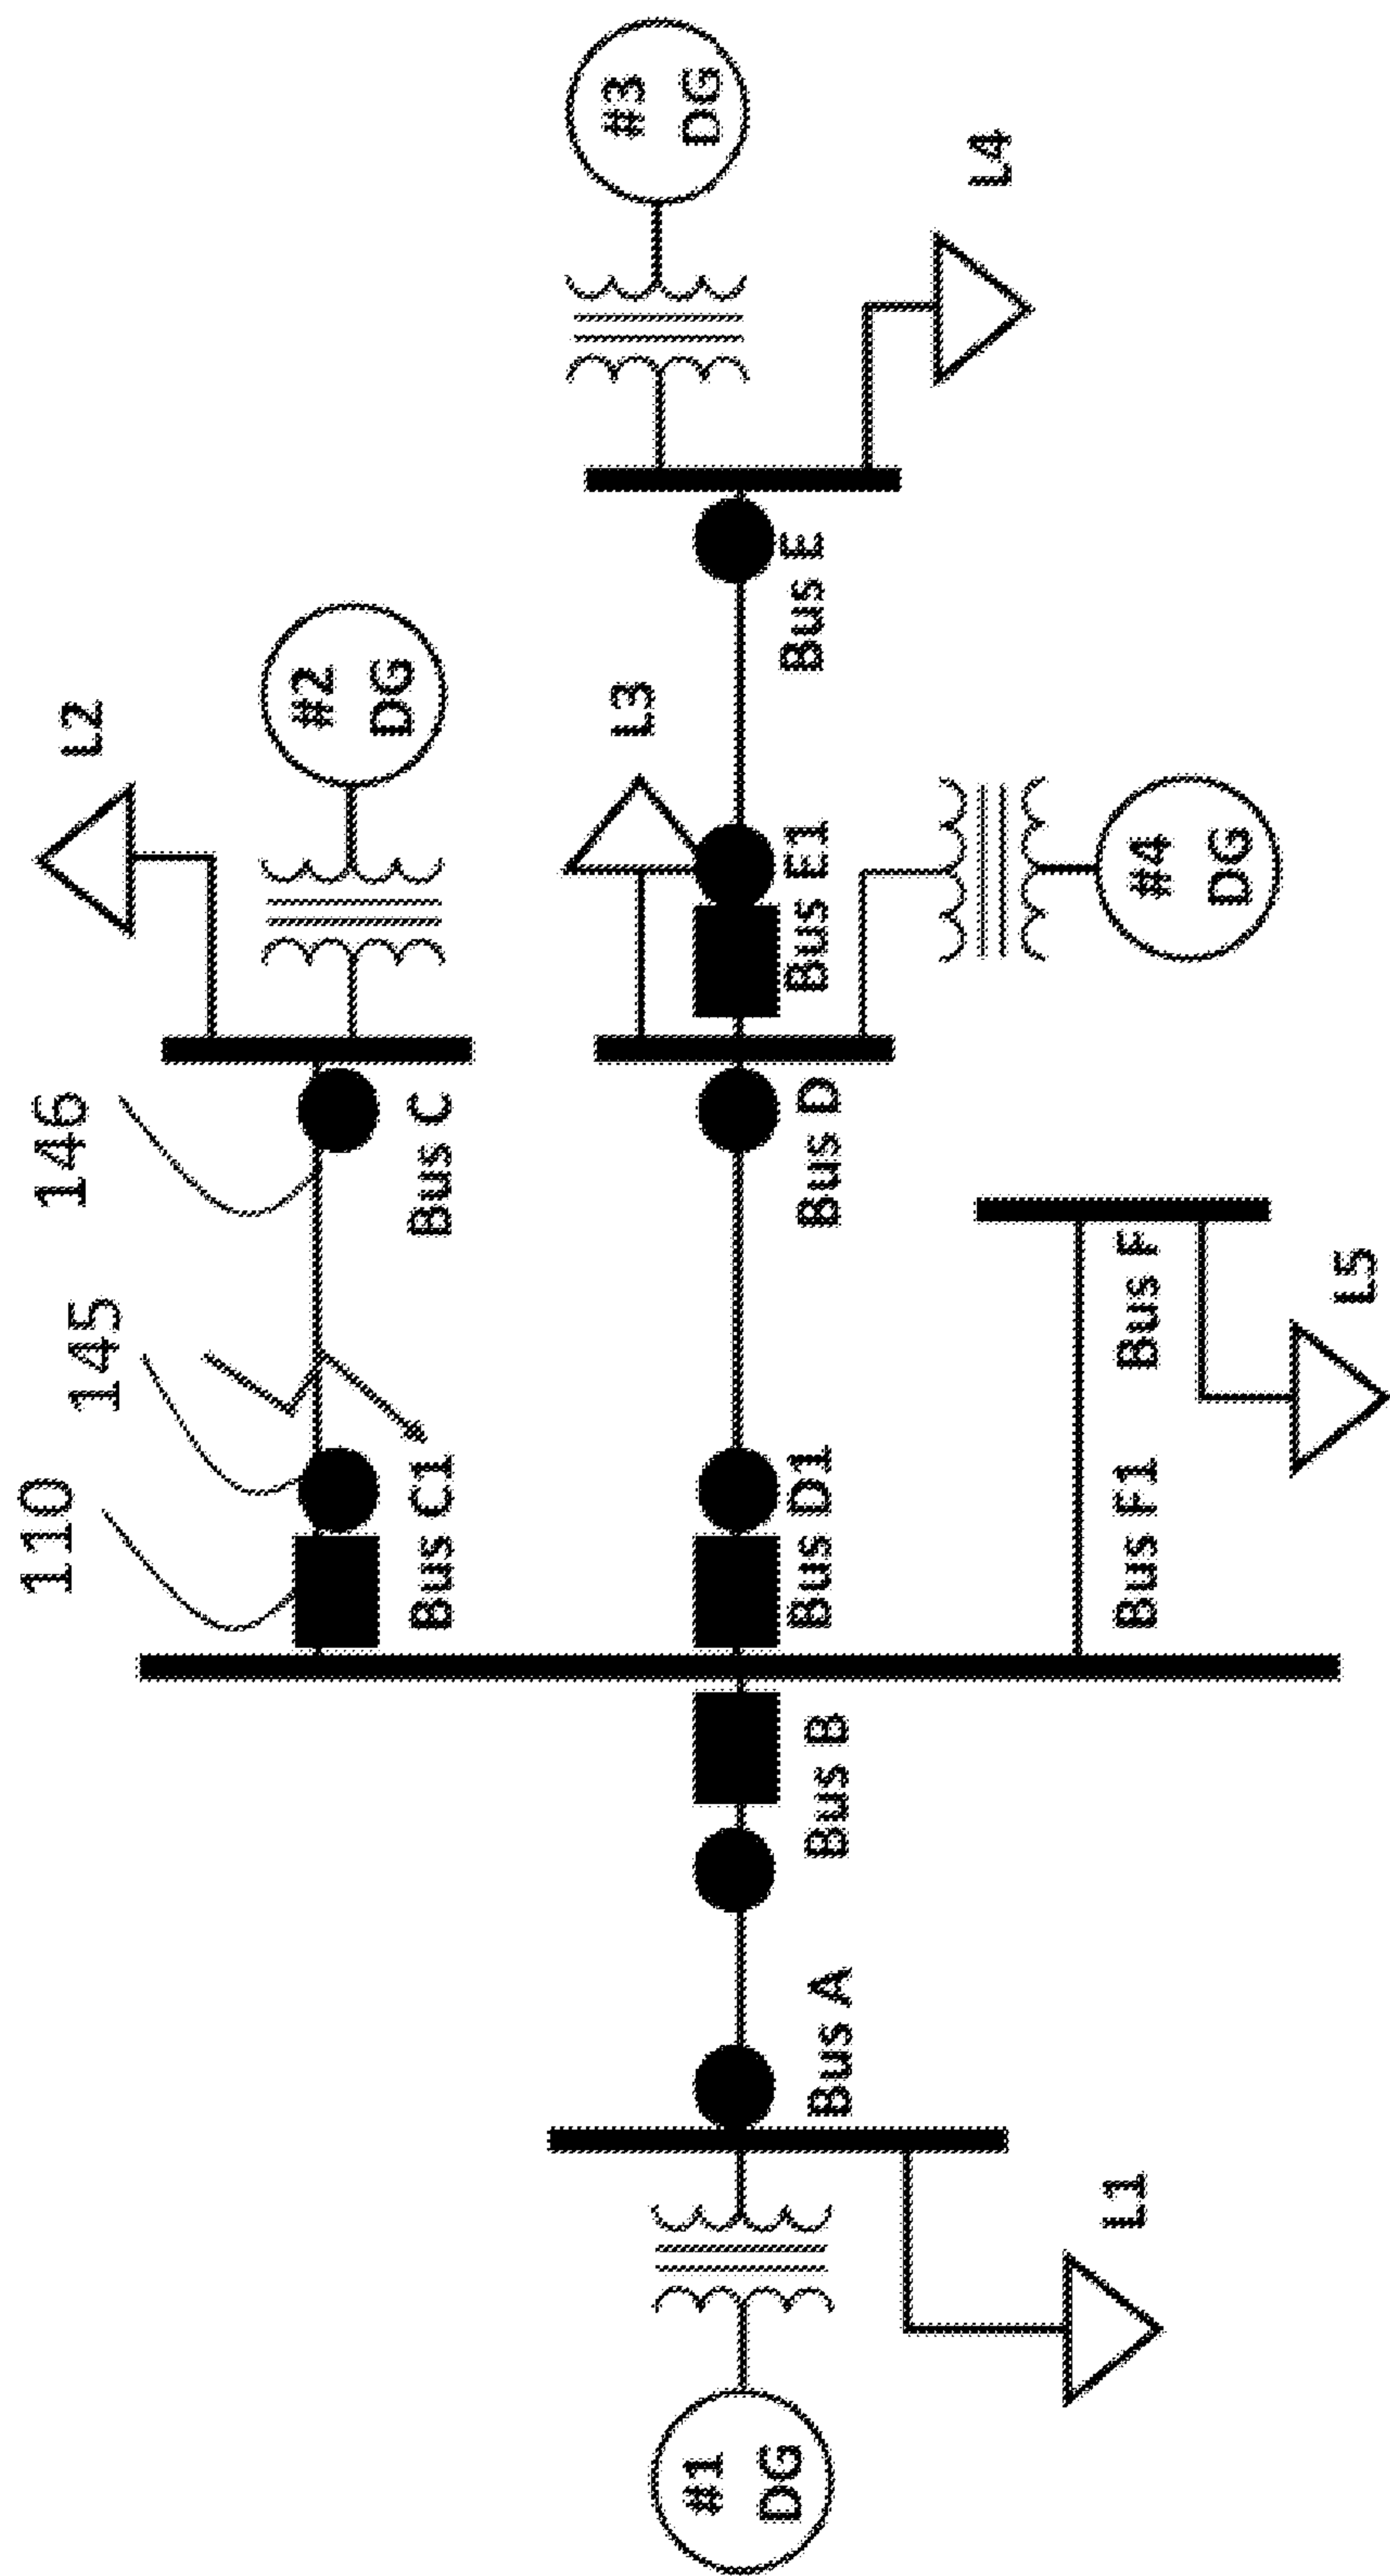 110
145
146
L2
#2
DG
Bus C1
Bus C
#3
DG
L3
#1
DG
Bus A
Bus B
Bus D1
Bus D
Bus E1
Bus E
L4
#4
DG
Bus F1
Bus F
L1
L5